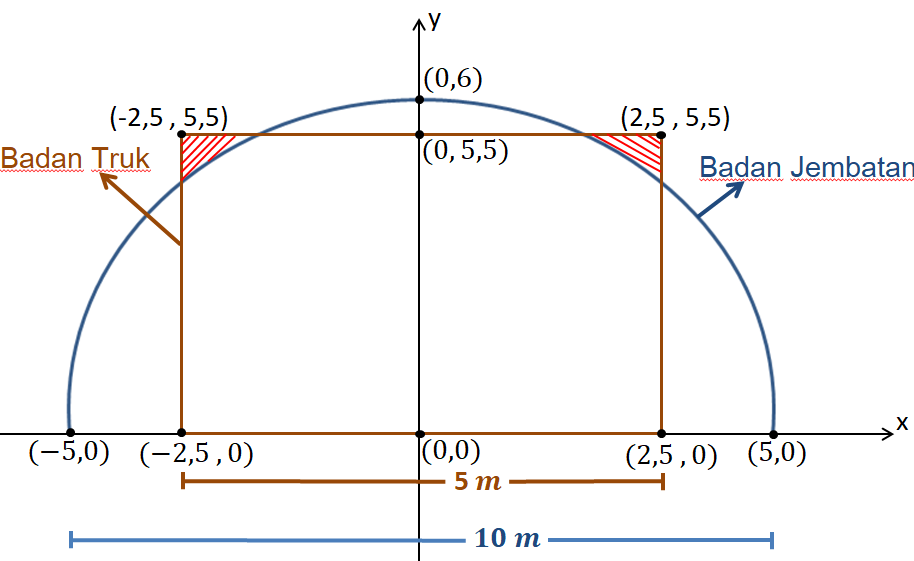 y
(0,6)
(-2,5 , 5,5)
(2,5 , 5,5)
(0, 5,5)
Badan Truk
Badan Jembatan
x
(−5,0)
(−2,5 , 0)
(0,0)
(2,5 , 0)
(5,0)
5 m
10 m